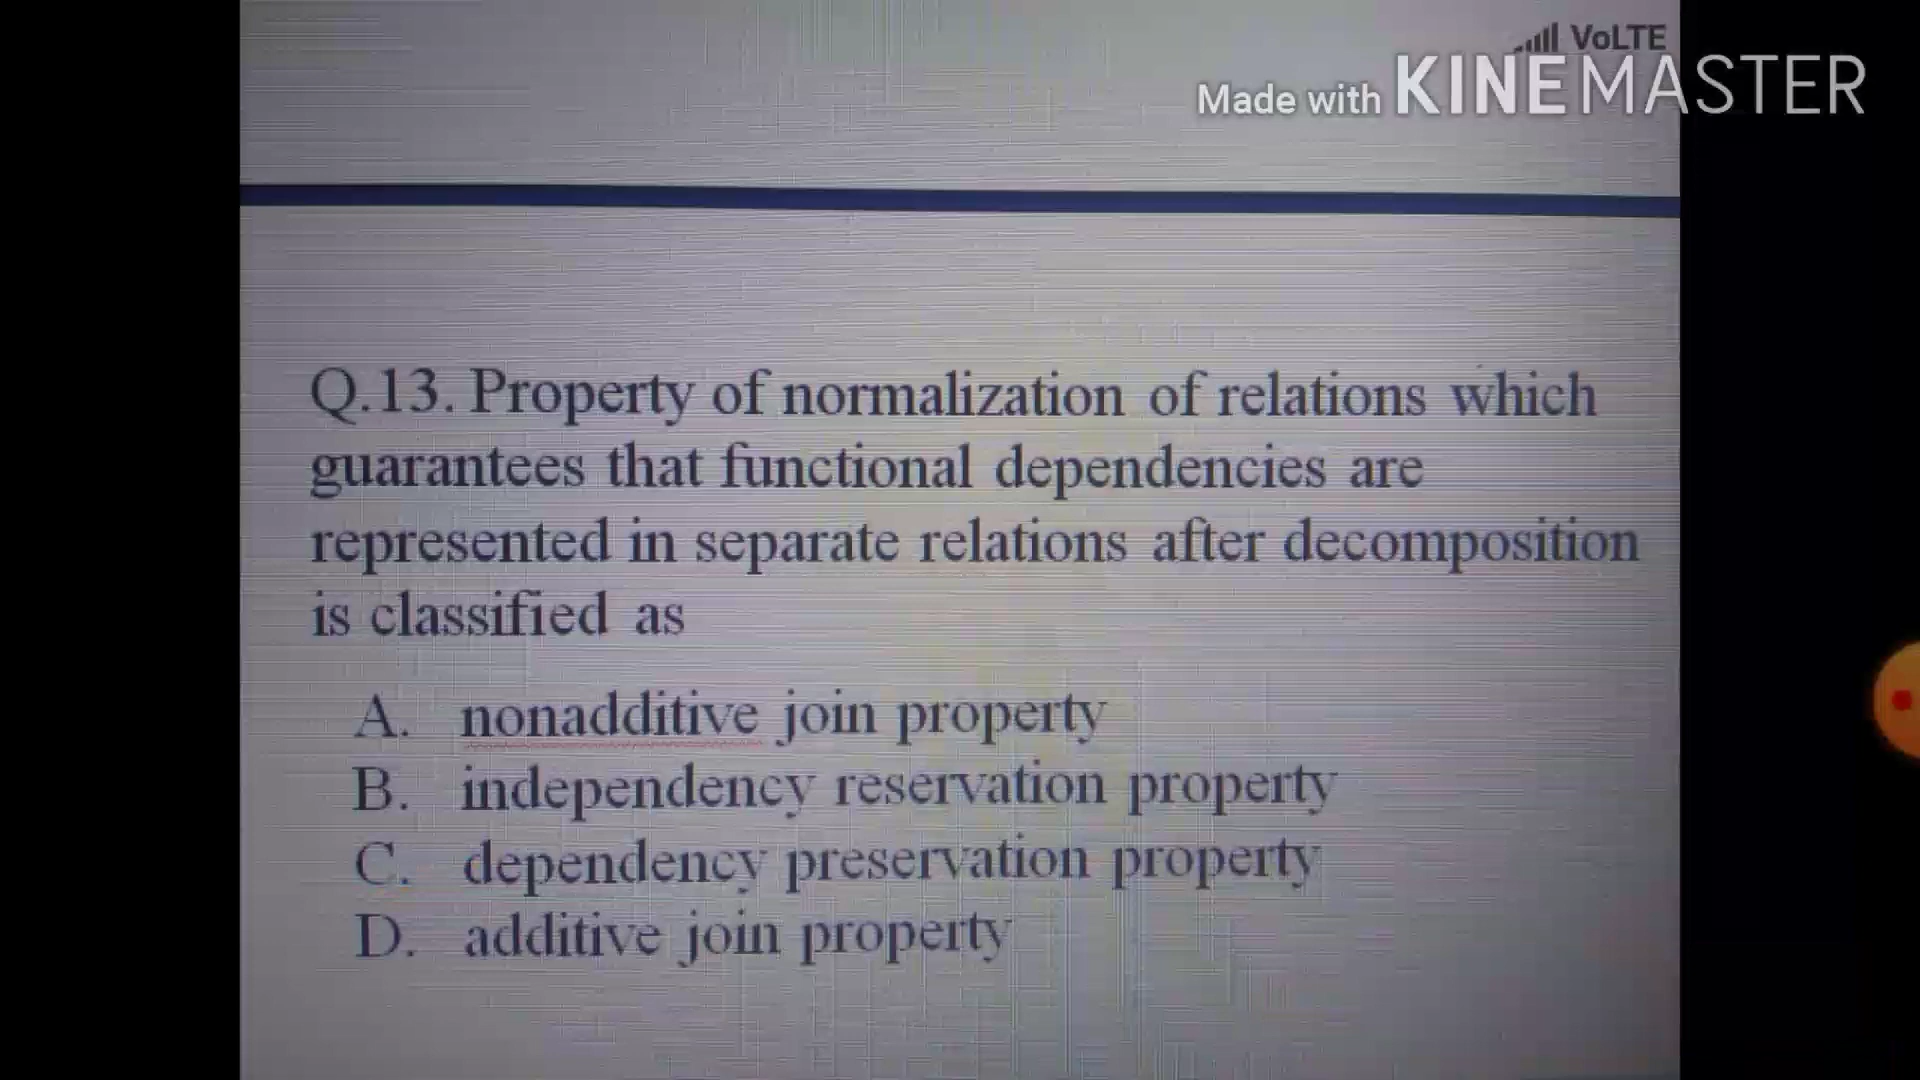 VoLTE
Made with KINEMASTER
Q.13. Property of normalization of relations which
guarantees that functional dependencies are
represented in separate relations after decomposition
is classified as
A. nonadditive join property
B. independency reservation property
C. dependency preservation property
D. additive join property